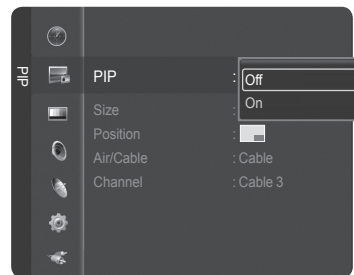 PIP
PIP : Off
On
Size :
Position :
Air/Cable : Cable
Channel : Cable 3